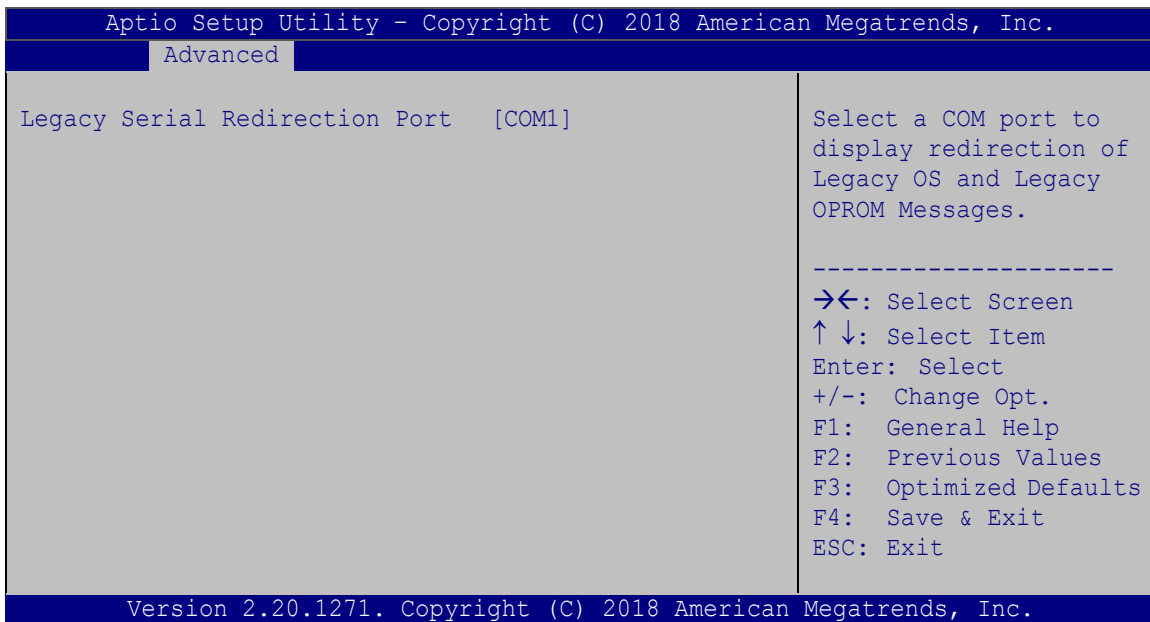 Aptio Setup Utility – Copyright (C) 2018 American Megatrends, Inc.
Advanced
Legacy Serial Redirection Port [COM1]
Select a COM port to
display redirection of
Legacy OS and Legacy
OPROM Messages.
---------------------
→←: Select Screen
↑ ↓: Select Item
Enter: Select
+/-: Change Opt.
F1: General Help
F2: Previous Values
F3: Optimized Defaults
F4: Save & Exit
ESC: Exit
Version 2.20.1271. Copyright (C) 2018 American Megatrends, Inc.